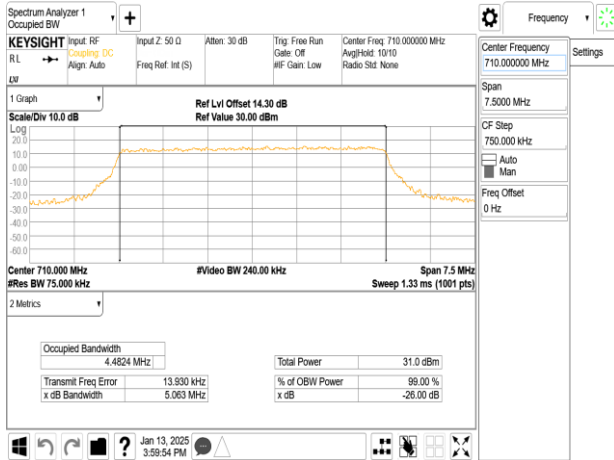 Spectrum Analyzer 1
Occupied BW
Frequency
KEYSIGHT
Input: RF
Coupling: DC
Align: Auto
Input Z: 50 Ω
Freq Ref: Int (S)
Atten: 30 dB
Trig: Free Run
Gate: Off
#IF Gain: Low
Center Freq: 710.000000 MHz
Avg|Hold: 10/10
Radio Std: None
R L
LXI
Center Frequency
710.000000 MHz
Settings
Span
7.5000 MHz
CF Step
750.000 kHz
Auto
Man
Freq Offset
0 Hz
1 Graph
Scale/Div 10.0 dB
Ref Lvl Offset 14.30 dB
Ref Value 30.00 dBm
Log
20.0
10.0
0.00
-10.0
-20.0
-30.0
-40.0
-50.0
-60.0
Center 710.000 MHz
#Video BW 240.00 kHz
Span 7.5 MHz
#Res BW 75.000 kHz
Sweep 1.33 ms (1001 pts)
2 Metrics
Occupied Bandwidth
4.4824 MHz
Total Power 31.0 dBm
Transmit Freq Error 13.930 kHz
% of OBW Power 99.00 %
x dB Bandwidth 5.063 MHz
x dB -26.00 dB
?
Jan 13, 2025
3:59:54 PM